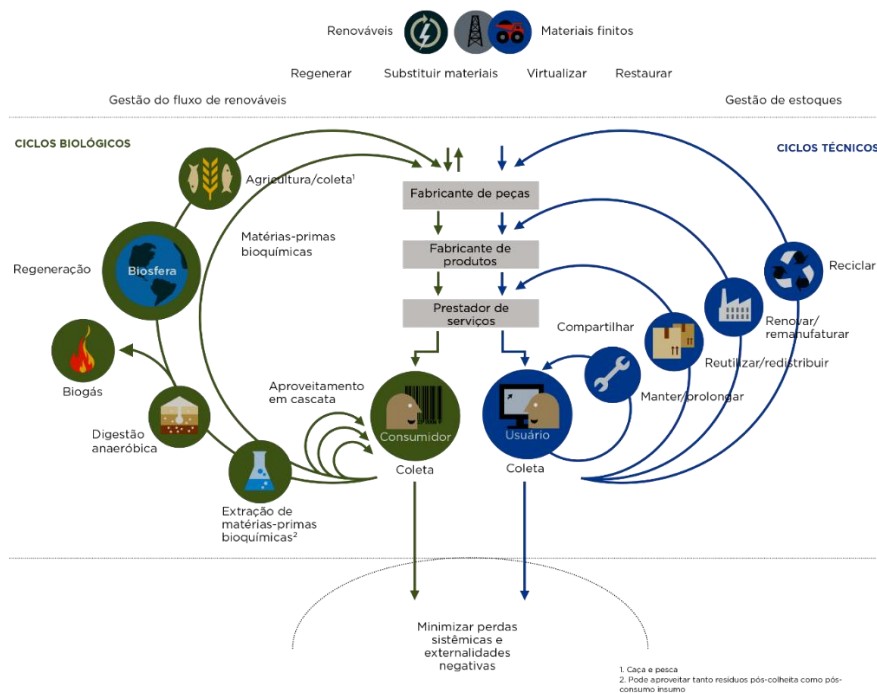 Renováveis
Materiais finitos
Regenerar
Substituir materiais
Virtualizar
Restaurar
Gestão do fluxo de renováveis
Gestão de estoques
CICLOS BIOLÓGICOS
CICLOS TÉCNICOS
Agricultura/coleta¹
Fabricante de peças
Matérias-primas
bioquímicas
Fabricante de
produtos
Regeneração
Biosfera
Reciclar
Prestador de
serviços
Compartilhar
Renovar/
remanufaturar
Reutilizar/redistribuir
Biogás
Aproveitamento
em cascata
Manter/prolongar
Consumidor
Usuário
Digestão
anaeróbica
Coleta
Coleta
Extração de
matérias-primas
bioquímicas²
Minimizar perdas
sistêmicas e
externalidades
negativas
1. Caça e pesca
2. Pode aproveitar tanto resíduos pós-colheita como pós-
consumo insumo